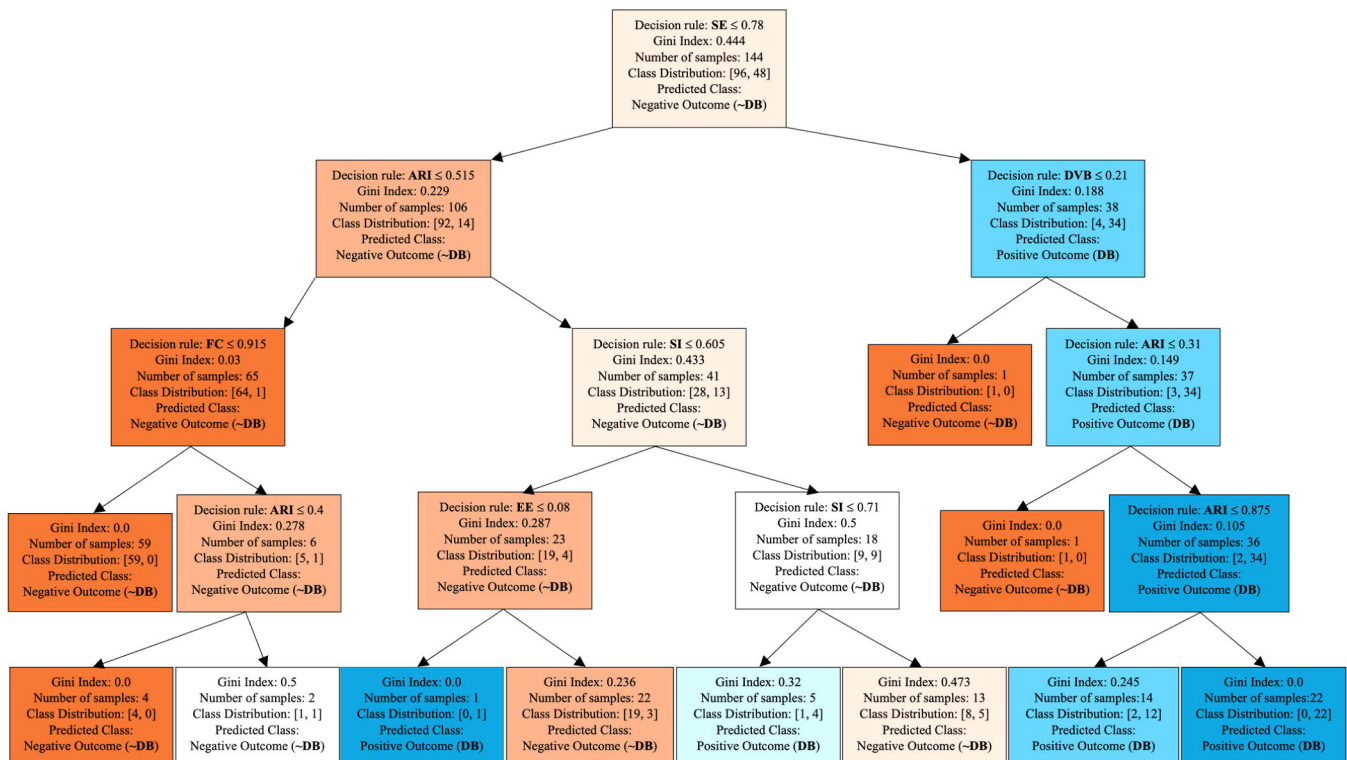 Decision rule: SE ≤ 0.78
Gini Index: 0.444
Number of samples: 144
Class Distribution: [96, 48]
Predicted Class:
Negative Outcome (~DB)
Decision rule: ARI ≤ 0.515
Gini Index: 0.229
Number of samples: 106
Class Distribution: [92, 14]
Predicted Class:
Negative Outcome (~DB)
Decision rule: DVB ≤ 0.21
Gini Index: 0.188
Number of samples: 38
Class Distribution: [4, 34]
Predicted Class:
Positive Outcome (DB)
Decision rule: FC ≤ 0.915
Gini Index: 0.03
Number of samples: 65
Class Distribution: [64, 1]
Predicted Class:
Negative Outcome (~DB)
Decision rule: SI ≤ 0.605
Gini Index: 0.433
Number of samples: 41
Class Distribution: [28, 13]
Predicted Class:
Negative Outcome (~DB)
Gini Index: 0.0
Number of samples: 1
Class Distribution: [1, 0]
Predicted Class:
Negative Outcome (~DB)
Decision rule: ARI ≤ 0.31
Gini Index: 0.149
Number of samples: 37
Class Distribution: [3, 34]
Predicted Class:
Positive Outcome (DB)
Gini Index: 0.0
Number of samples: 59
Class Distribution: [59, 0]
Predicted Class:
Negative Outcome (~DB)
Decision rule: ARI ≤ 0.4
Gini Index: 0.278
Number of samples: 6
Class Distribution: [5, 1]
Predicted Class:
Negative Outcome (~DB)
Decision rule: EE ≤ 0.08
Gini Index: 0.287
Number of samples: 23
Class Distribution: [19, 4]
Predicted Class:
Negative Outcome (~DB)
Decision rule: SI ≤ 0.71
Gini Index: 0.5
Number of samples: 18
Class Distribution: [9, 9]
Predicted Class:
Negative Outcome (~DB)
Gini Index: 0.0
Number of samples: 1
Class Distribution: [1, 0]
Predicted Class:
Negative Outcome (~DB)
Decision rule: ARI ≤ 0.875
Gini Index: 0.105
Number of samples: 36
Class Distribution: [2, 34]
Predicted Class:
Positive Outcome (DB)
Gini Index: 0.0
Number of samples: 4
Class Distribution: [4, 0]
Predicted Class:
Negative Outcome (~DB)
Gini Index: 0.5
Number of samples: 2
Class Distribution: [1, 1]
Predicted Class:
Negative Outcome (~DB)
Gini Index: 0.0
Number of samples: 1
Class Distribution: [0, 1]
Predicted Class:
Positive Outcome (DB)
Gini Index: 0.236
Number of samples: 22
Class Distribution: [19, 3]
Predicted Class:
Negative Outcome (~DB)
Gini Index: 0.32
Number of samples: 5
Class Distribution: [1, 4]
Predicted Class:
Positive Outcome (DB)
Gini Index: 0.473
Number of samples: 13
Class Distribution: [8, 5]
Predicted Class:
Negative Outcome (~DB)
Gini Index: 0.245
Number of samples:14
Class Distribution: [2, 12]
Predicted Class:
Positive Outcome (DB)
Gini Index: 0.0
Number of samples:22
Class Distribution: [0, 22]
Predicted Class:
Positive Outcome (DB)